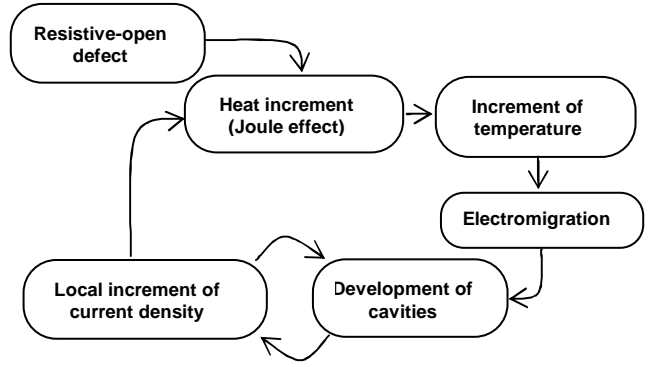 Resistive-open
defect
Heat increment
(Joule effect)
Increment of
temperature
Electromigration
Local increment of
current density
Development of
cavities